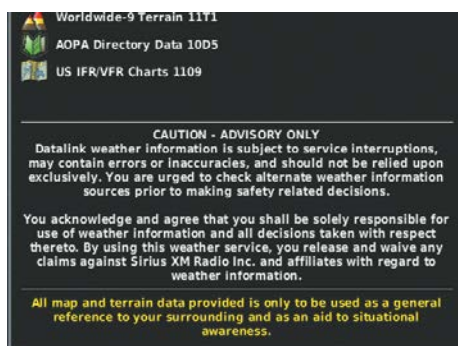 Worldwide-9 Terrain 11T1
AOPA Directory Data 10D5
US IFR/VFR Charts 1109
CAUTION - ADVISORY ONLY
Datalink weather information is subject to service interruptions,
may contain errors or inaccuracies, and should not be relied upon
exclusively. You are urged to check alternate weather information
sources prior to making safety related decisions.
You acknowledge and agree that you shall be solely responsible for
use of weather information and all decisions taken with respect
thereto. By using this weather service, you release and waive any
claims against Sirius XM Radio Inc. and affiliates with regard to
weather information.
All map and terrain data provided is only to be used as a general
reference to your surrounding and as an aid to situational
awareness.